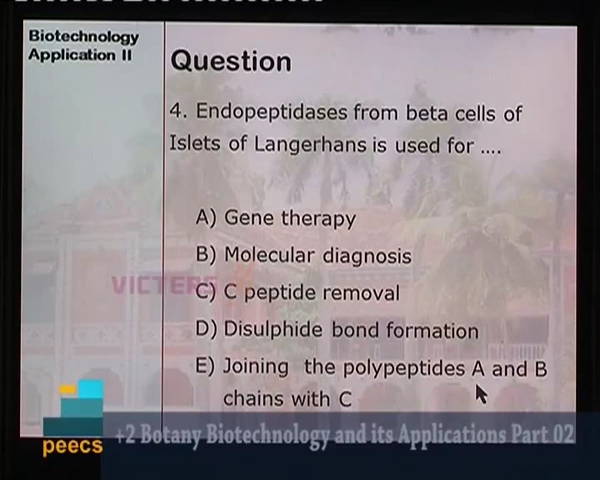 Biotechnology
Application II
Question
4. Endopeptidases from beta cells of
Islets of Langerhans is used for ....
A) Gene therapy
B) Molecular diagnosis
VICTERS
C) C peptide removal
D) Disulphide bond formation
E) Joining the polypeptides A and B
chains with C
peecs
+2 Botany Biotechnology and its Applications Part 02